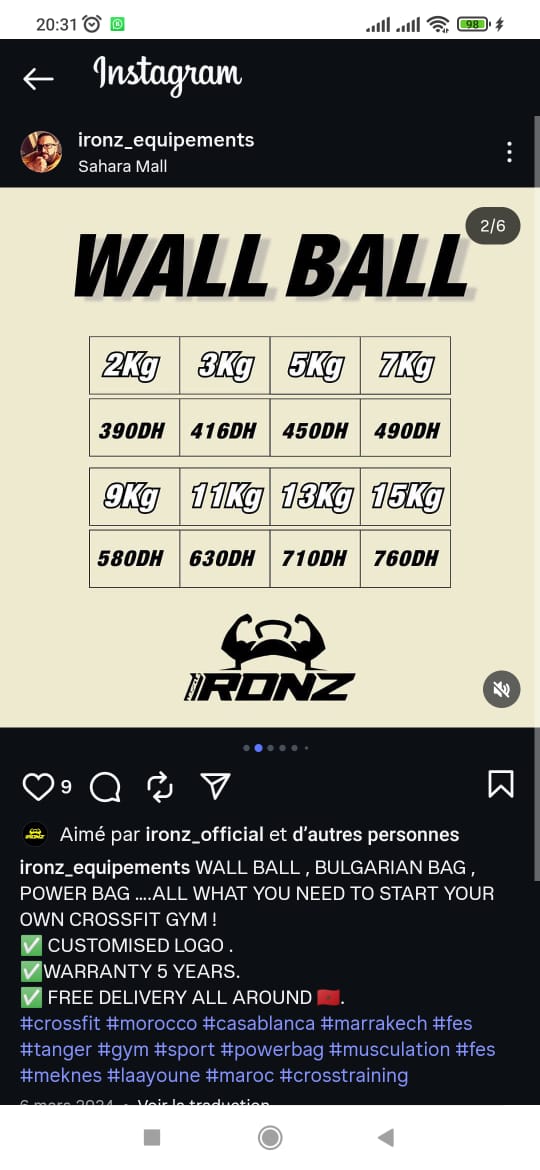 20:31
98
Instagram
ironz_equipements
Sahara Mall
2/6
WALL BALL
2Kg 3Kg 5Kg 7Kg
390DH 416DH 450DH 490DH
9Kg 11Kg 13Kg 15Kg
580DH 630DH 710DH 760DH
IRONZ
9
Aimé par ironz_official et d'autres personnes
ironz_equipements WALL BALL , BULGARIAN BAG ,
POWER BAG ....ALL WHAT YOU NEED TO START YOUR
OWN CROSSFIT GYM !
✅ CUSTOMISED LOGO .
✅WARRANTY 5 YEARS.
✅ FREE DELIVERY ALL AROUND 🇲🇦.
#crossfit #morocco #casablanca #marrakech #fes
#tanger #gym #sport #powerbag #musculation #fes
#meknes #laayoune #maroc #crosstraining
6 mars 2024 • Voir la traduction